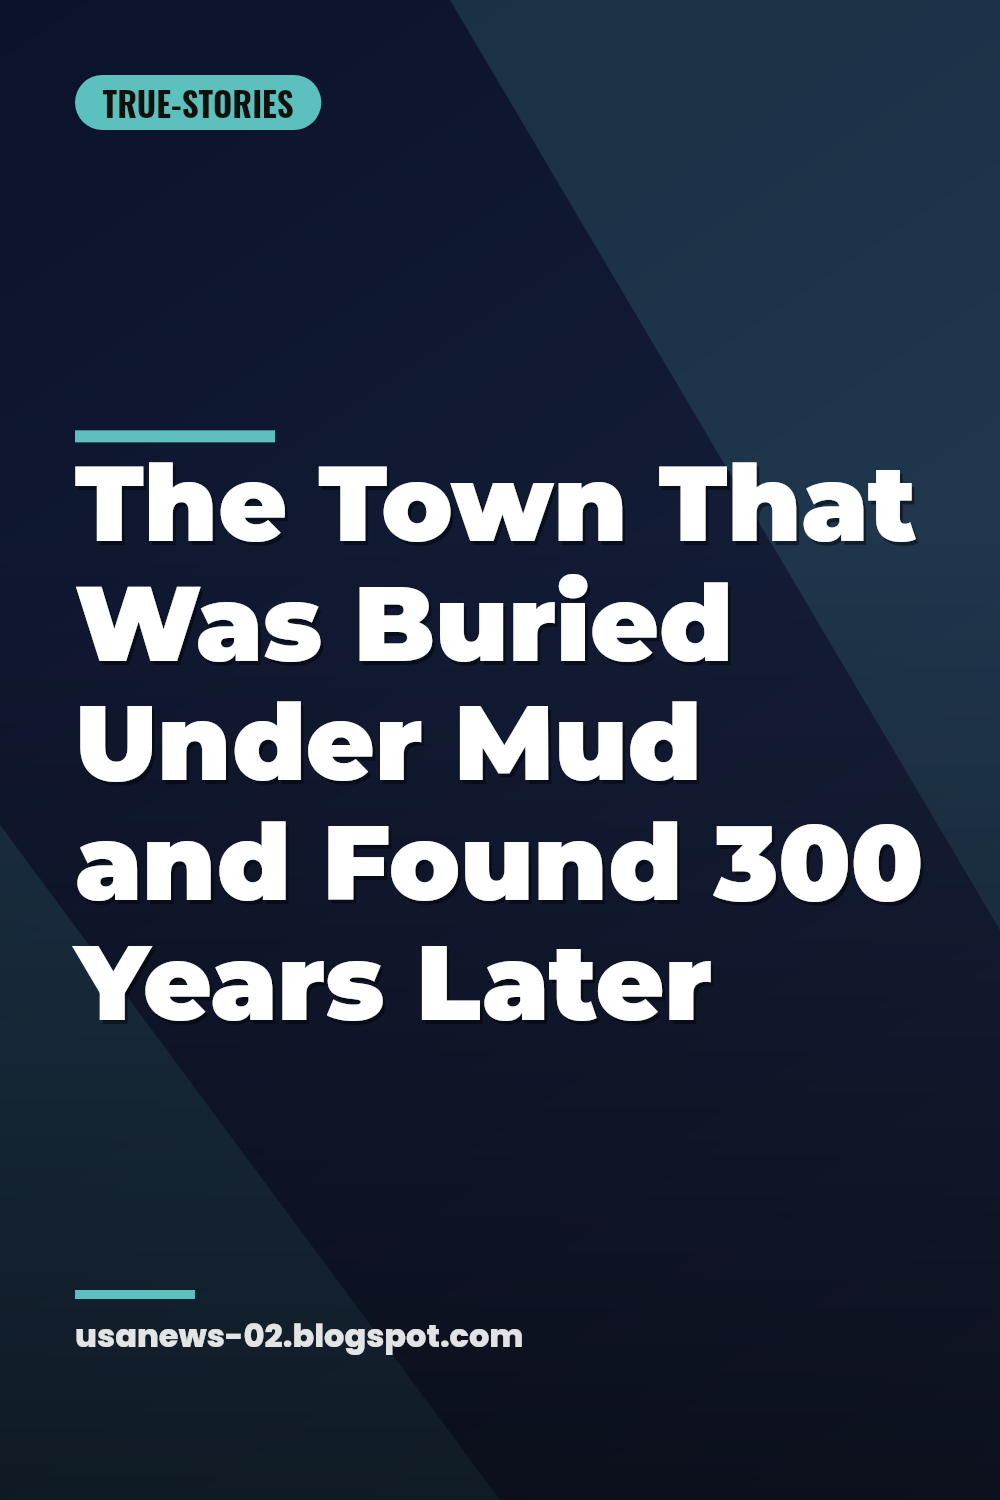 TRUE-STORIES
The Town That
Was Buried
Under Mud
and Found 300
Years Later
usanews-02.blogspot.com